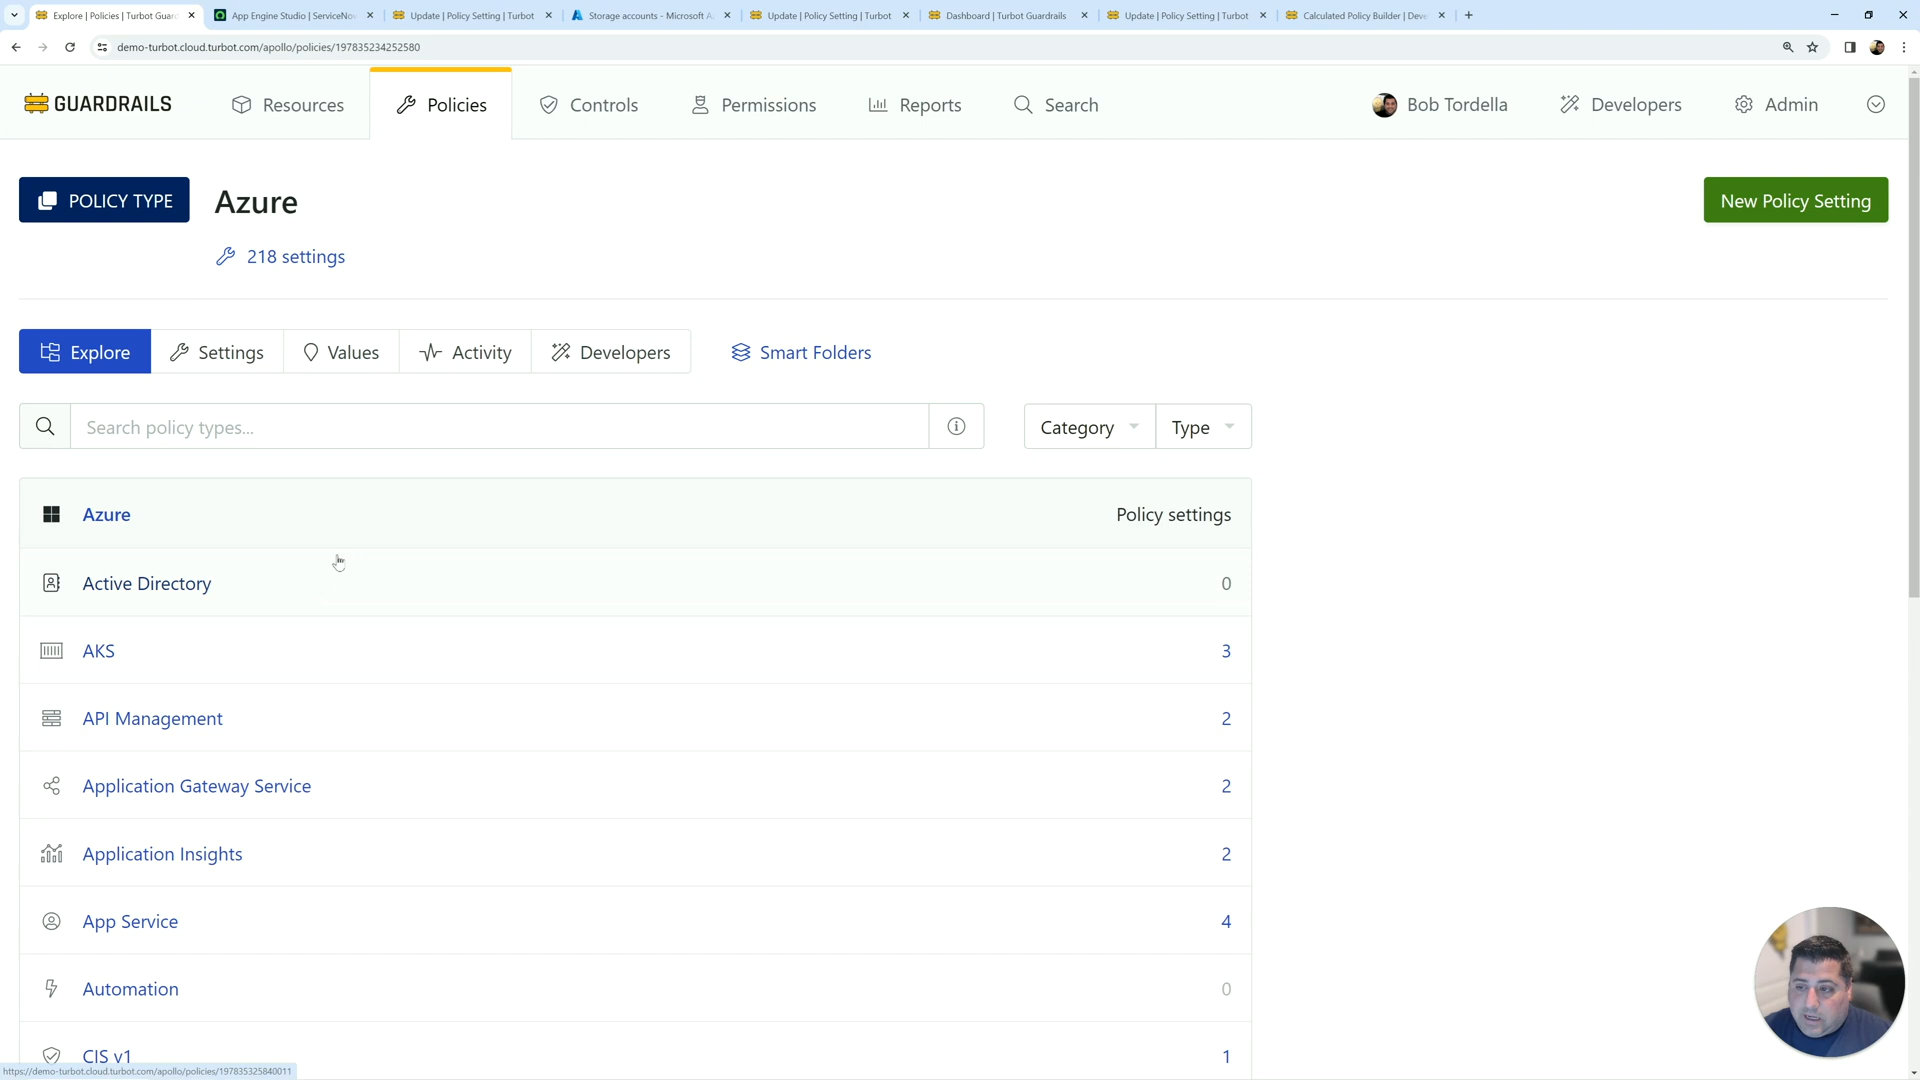 Explore | Policies | Turbot Guar
App Engine Studio | ServiceNow
Update | Policy Setting | Turbot
Storage accounts - Microsoft A
Update | Policy Setting | Turbot
Dashboard | Turbot Guardrails
Update | Policy Setting | Turbot
Calculated Policy Builder | Deve
demo-turbot.cloud.turbot.com/apollo/policies/197835234252580
GUARDRAILS
Resources
Policies
Controls
Permissions
Reports
Search
Bob Tordella
Developers
Admin
POLICY TYPE
Azure
New Policy Setting
218 settings
Explore
Settings
Values
Activity
Developers
Smart Folders
Search policy types...
Category
Type
Azure
Policy settings
Active Directory
0
AKS
3
API Management
2
Application Gateway Service
2
Application Insights
2
App Service
4
Automation
0
CIS v1
1
https://demo-turbot.cloud.turbot.com/apollo/policies/197835325840011